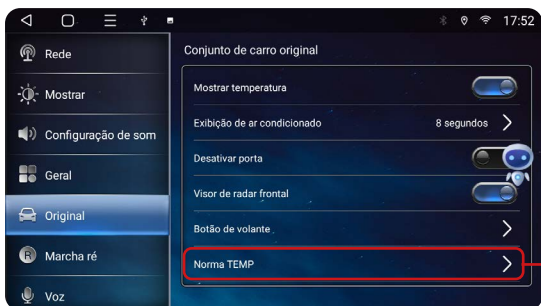 17:52
Rede
Mostrar
Configuração de som
Geral
Original
R Marcha ré
Voz
Conjunto de carro original
Mostrar temperatura
Exibição de ar condicionado 8 segundos
Desativar porta
Visor de radar frontal
Botão de volante
Norma TEMP